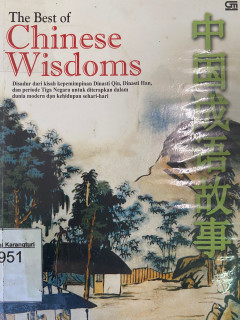 The Best of
Chinese
Wisdoms
Disadur dari kisah kepemimpinan Dinasti Qin, Dinasti Han,
dan periode Tiga Negara untuk diterapkan dalam
dunia modern dan kehidupan sehari-hari
中国成语故事
Karangturi
951